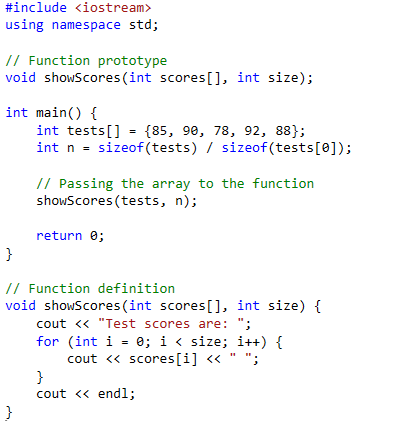 #include <iostream>
using namespace std;

// Function prototype
void showScores(int scores[], int size);

int main() {
    int tests[] = {85, 90, 78, 92, 88};
    int n = sizeof(tests) / sizeof(tests[0]);

    // Passing the array to the function
    showScores(tests, n);

    return 0;
}

// Function definition
void showScores(int scores[], int size) {
    cout << "Test scores are: ";
    for (int i = 0; i < size; i++) {
        cout << scores[i] << " ";
    }
    cout << endl;
}